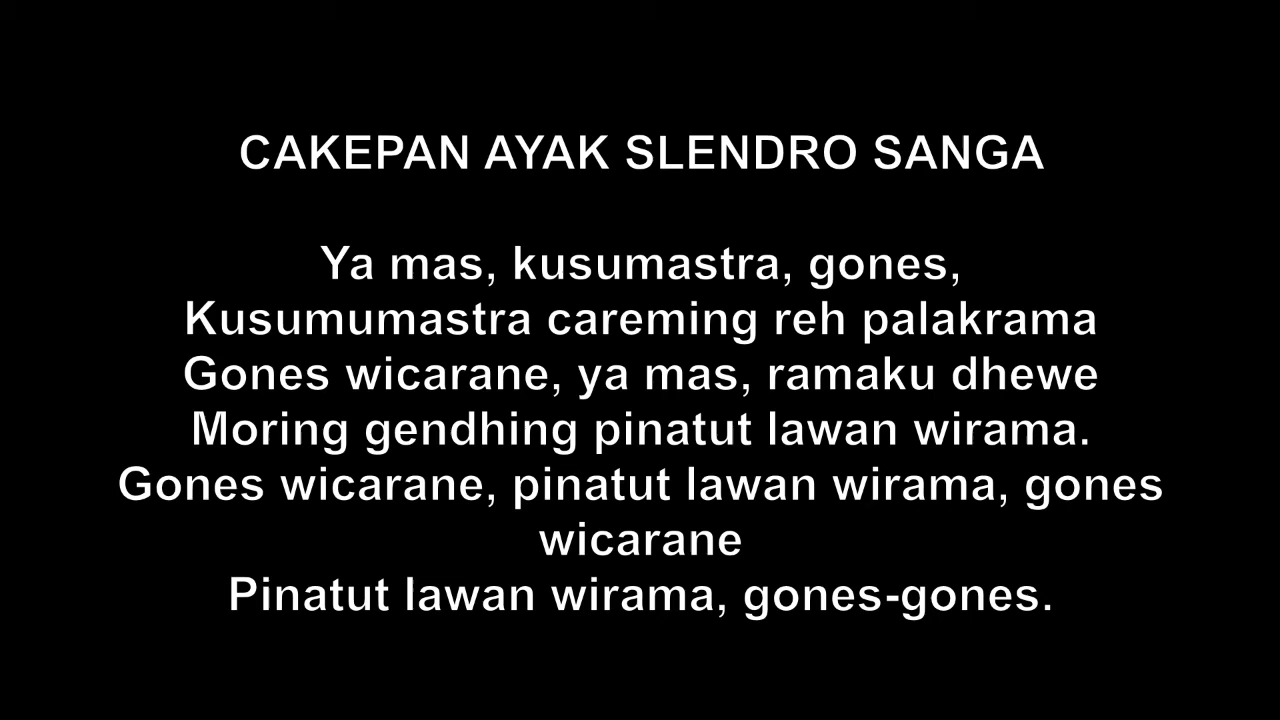 CAKEPAN AYAK SLENDRO SANGA
Ya mas, kusumastra, gones,
Kusumumastra careming reh palakrama
Gones wicarane, ya mas, ramaku dhewe
Moring gendhing pinatut lawan wirama.
Gones wicarane, pinatut lawan wirama, gones
wicarane
Pinatut lawan wirama, gones-gones.